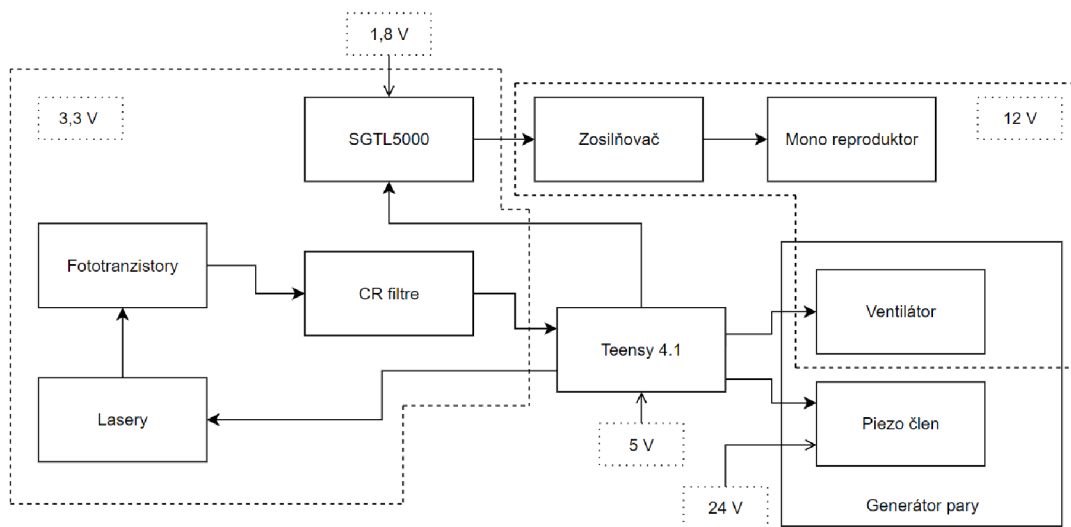 1,8 V
3,3 V
SGTL5000
Zosilňovač
Mono reproduktor
12 V
Fototranzistory
CR filtre
Teensy 4.1
Ventilátor
Lasery
Piezo člen
5 V
24 V
Generátor pary